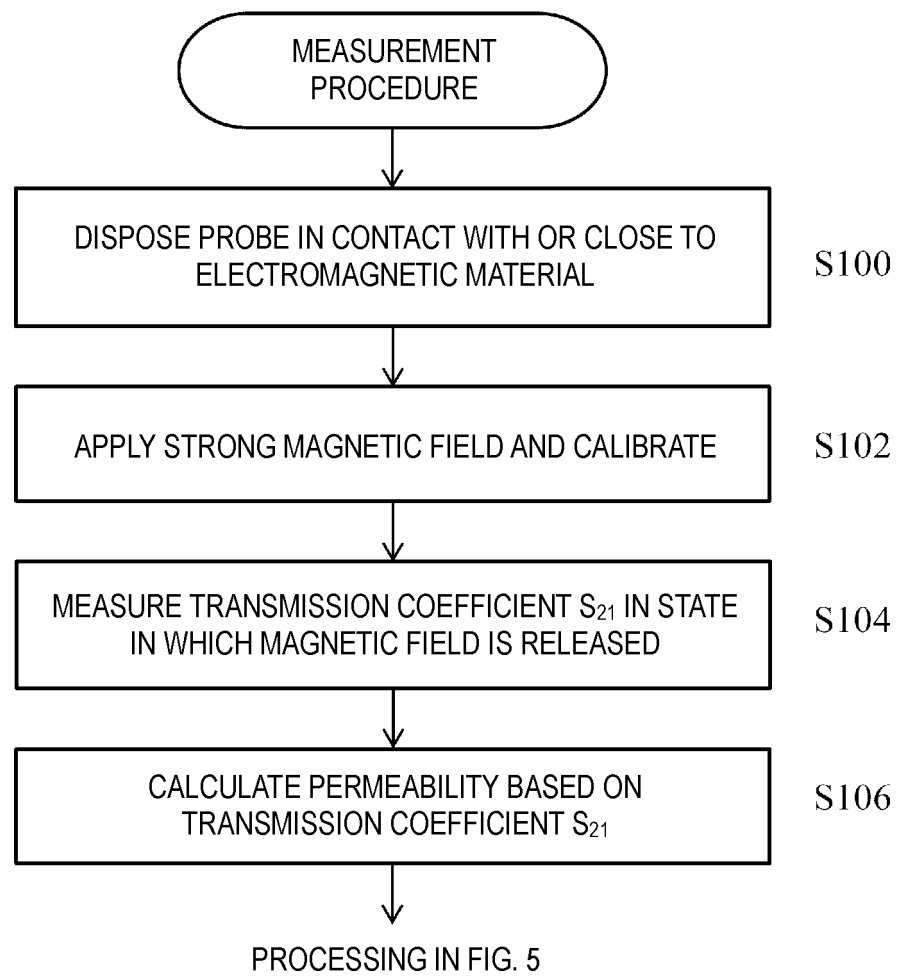 MEASUREMENT
PROCEDURE
DISPOSE PROBE IN CONTACT WITH OR CLOSE TO
ELECTROMAGNETIC MATERIAL
S100
APPLY STRONG MAGNETIC FIELD AND CALIBRATE
S102
MEASURE TRANSMISSION COEFFICIENT S₂₁ IN STATE
IN WHICH MAGNETIC FIELD IS RELEASED
S104
CALCULATE PERMEABILITY BASED ON
TRANSMISSION COEFFICIENT S₂₁
S106
PROCESSING IN FIG. 5